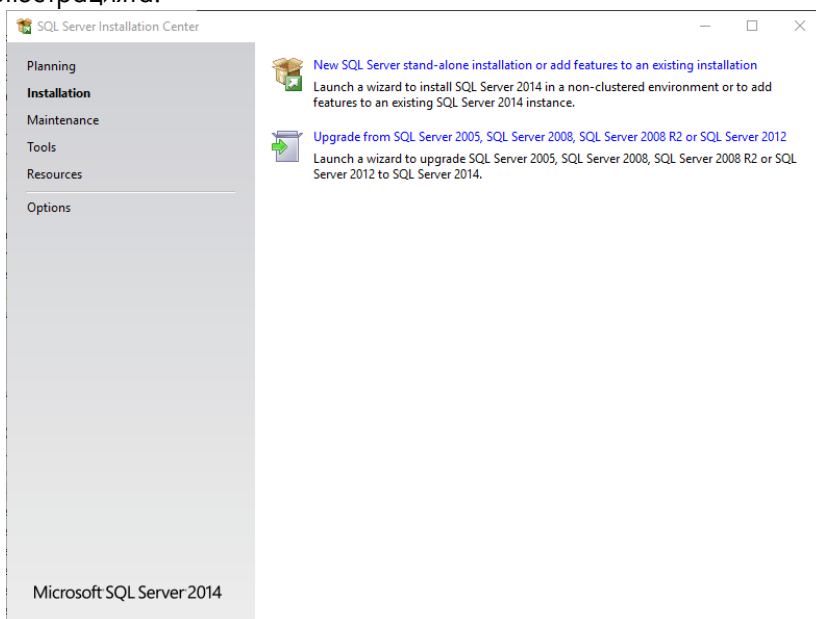 SQL Server Installation Center
Planning
Installation
Maintenance
Tools
Resources
Options
New SQL Server stand-alone installation or add features to an existing installation
Launch a wizard to install SQL Server 2014 in a non-clustered environment or to add
features to an existing SQL Server 2014 instance.
Upgrade from SQL Server 2005, SQL Server 2008, SQL Server 2008 R2 or SQL Server 2012
Launch a wizard to upgrade SQL Server 2005, SQL Server 2008, SQL Server 2008 R2 or SQL
Server 2012 to SQL Server 2014.
Microsoft SQL Server 2014